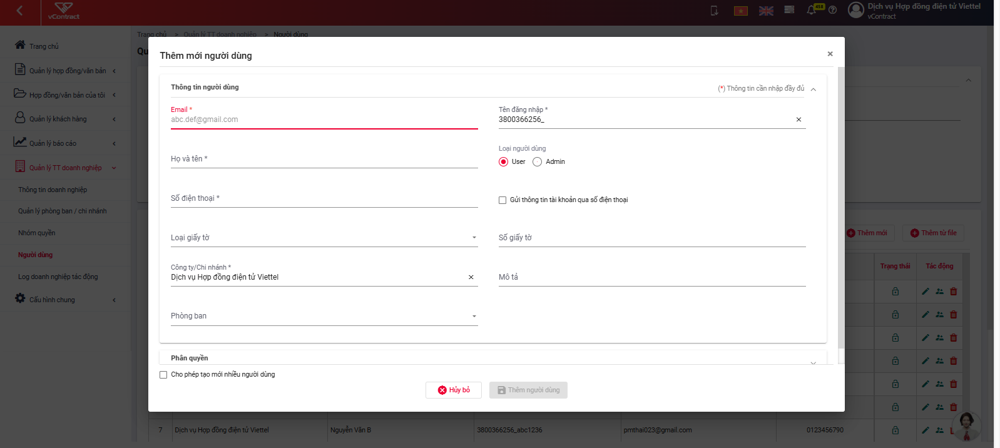 vContract
458
Dịch vụ Hợp đồng điện tử Viettel
vContract
Trang chủ
Quản lý hợp đồng/văn bản
Hợp đồng/văn bản của tôi
Quản lý khách hàng
Quản lý báo cáo
Quản lý TT doanh nghiệp
Thông tin doanh nghiệp
Quản lý phòng ban / chi nhánh
Nhóm quyền
Người dùng
Log doanh nghiệp tác động
Cấu hình chung
Trang chủ > Quản lý TT doanh nghiệp > Người dùng
Thêm mới người dùng
Thông tin người dùng
(*) Thông tin cần nhập đầy đủ
Email *
abc.def@gmail.com
Tên đăng nhập *
3800366256_
Họ và tên *
Loại người dùng
User
Admin
Số điện thoại *
Gửi thông tin tài khoản qua số điện thoại
Loại giấy tờ
Số giấy tờ
Công ty/Chi nhánh *
Dịch vụ Hợp đồng điện tử Viettel
Mô tả
Phòng ban
Phân quyền
Cho phép tạo mới nhiều người dùng
Hủy bỏ
Thêm người dùng
Thêm mới
Thêm từ file
Trạng thái
Tác động
7 Dịch vụ Hợp đồng điện tử Viettel Nguyễn Văn B 3800366256_abc1236 pmthai023@gmail.com 0123456790